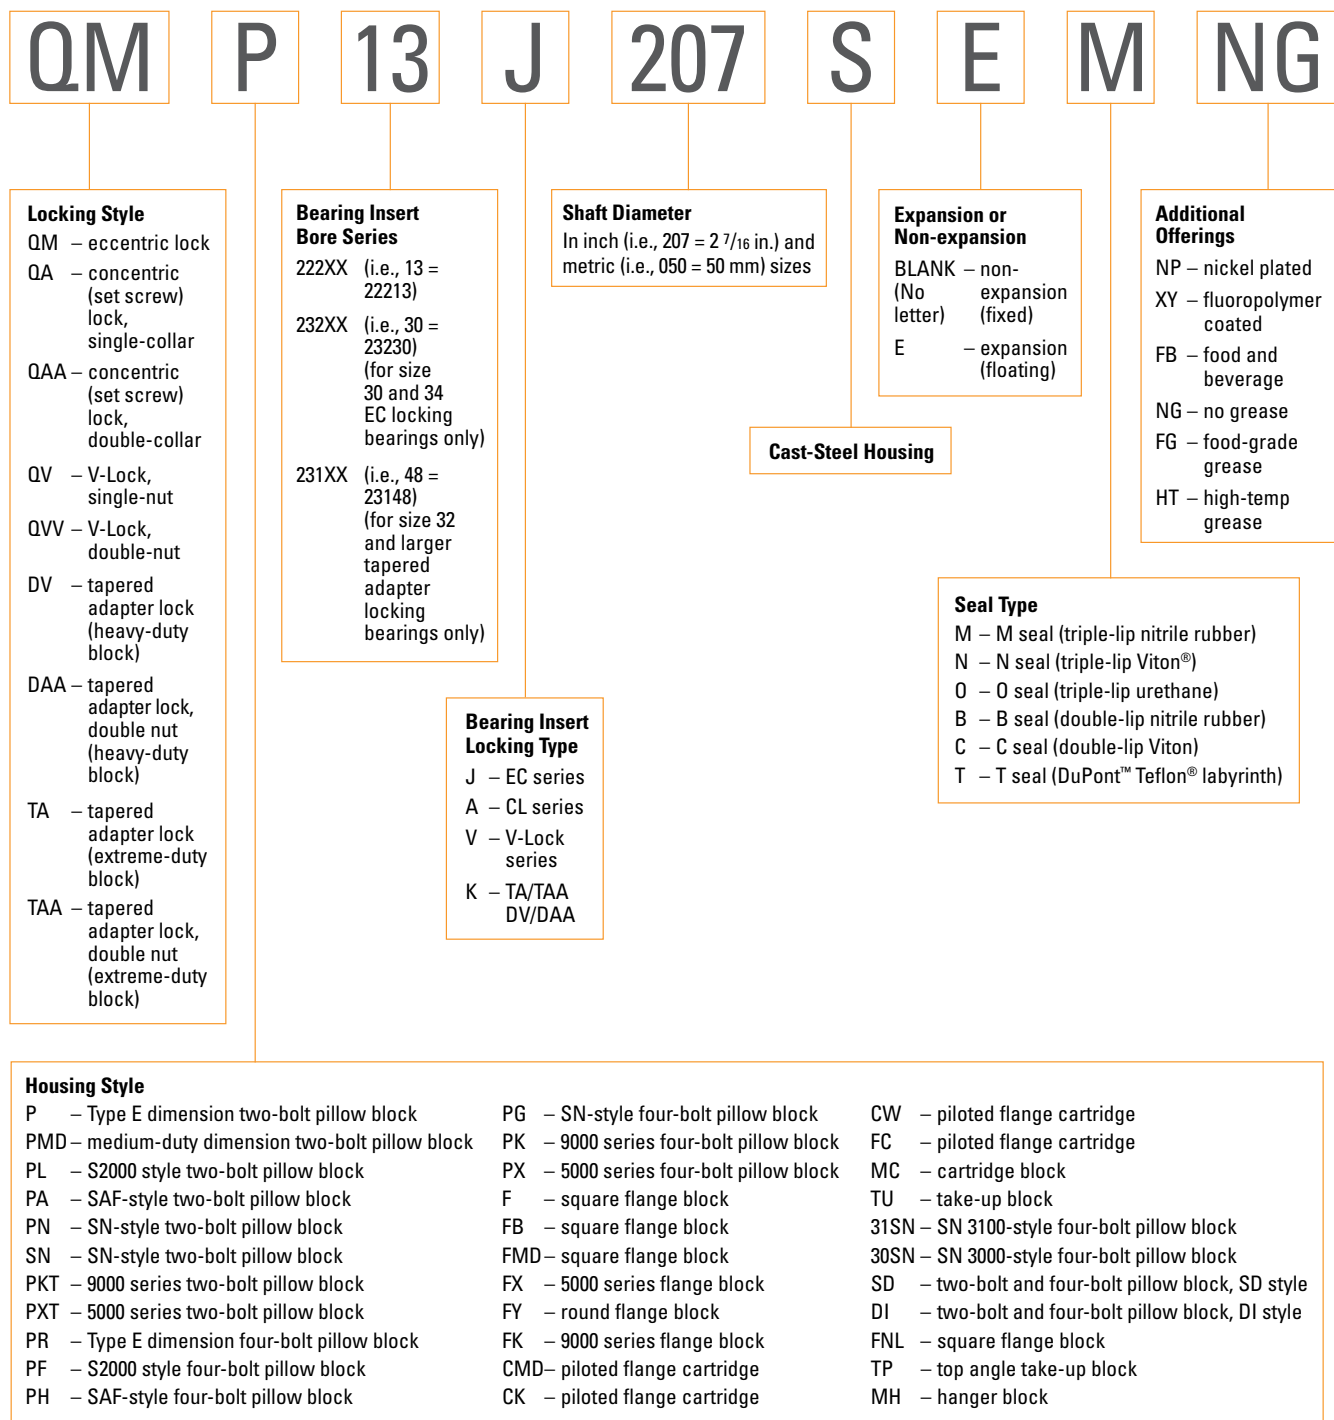 QM P 13 J 207 S E M NG
Locking Style
QM – eccentric lock
QA – concentric
(set screw)
lock,
single-collar
QAA – concentric
(set screw)
lock,
double-collar
QV – V-Lock,
single-nut
QVV – V-Lock,
double-nut
DV – tapered
adapter lock
(heavy-duty
block)
DAA – tapered
adapter lock,
double nut
(heavy-duty
block)
TA – tapered
adapter lock
(extreme-duty
block)
TAA – tapered
adapter lock,
double nut
(extreme-duty
block)
Bearing Insert
Bore Series
222XX (i.e., 13 =
22213)
232XX (i.e., 30 =
23230)
(for size
30 and 34
EC locking
bearings only)
231XX (i.e., 48 =
23148)
(for size 32
and larger
tapered
adapter
locking
bearings only)
Bearing Insert
Locking Type
J – EC series
A – CL series
V – V-Lock
series
K – TA/TAA
DV/DAA
Shaft Diameter
In inch (i.e., 207 = 2 7/16 in.) and
metric (i.e., 050 = 50 mm) sizes
Cast-Steel Housing
Expansion or
Non-expansion
BLANK – non-
(No expansion
letter) (fixed)
E – expansion
(floating)
Seal Type
M – M seal (triple-lip nitrile rubber)
N – N seal (triple-lip Viton®)
O – O seal (triple-lip urethane)
B – B seal (double-lip nitrile rubber)
C – C seal (double-lip Viton)
T – T seal (DuPont™ Teflon® labyrinth)
Additional
Offerings
NP – nickel plated
XY – fluoropolymer
coated
FB – food and
beverage
NG – no grease
FG – food-grade
grease
HT – high-temp
grease
Housing Style
P – Type E dimension two-bolt pillow block
PMD – medium-duty dimension two-bolt pillow block
PL – S2000 style two-bolt pillow block
PA – SAF-style two-bolt pillow block
PN – SN-style two-bolt pillow block
SN – SN-style two-bolt pillow block
PKT – 9000 series two-bolt pillow block
PXT – 5000 series two-bolt pillow block
PR – Type E dimension four-bolt pillow block
PF – S2000 style four-bolt pillow block
PH – SAF-style four-bolt pillow block
PG – SN-style four-bolt pillow block
PK – 9000 series four-bolt pillow block
PX – 5000 series four-bolt pillow block
F – square flange block
FB – square flange block
FMD – square flange block
FX – 5000 series flange block
FY – round flange block
FK – 9000 series flange block
CMD – piloted flange cartridge
CK – piloted flange cartridge
CW – piloted flange cartridge
FC – piloted flange cartridge
MC – cartridge block
TU – take-up block
31SN – SN 3100-style four-bolt pillow block
30SN – SN 3000-style four-bolt pillow block
SD – two-bolt and four-bolt pillow block, SD style
DI – two-bolt and four-bolt pillow block, DI style
FNL – square flange block
TP – top angle take-up block
MH – hanger block